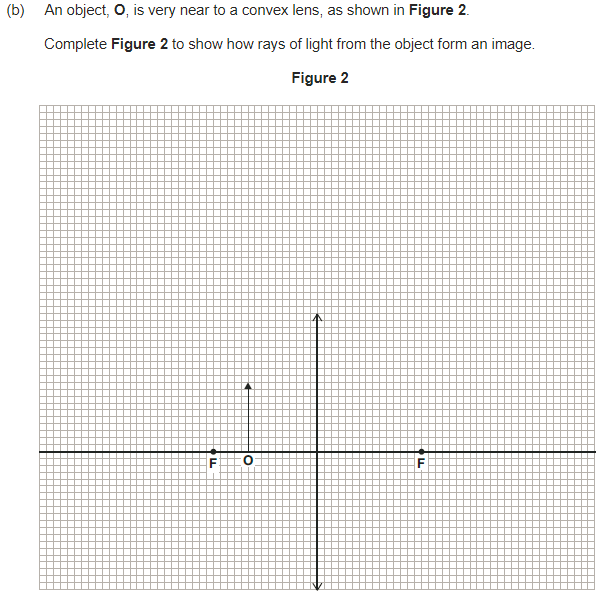 (b) An object, O, is very near to a convex lens, as shown in Figure 2.
Complete Figure 2 to show how rays of light from the object form an image.
Figure 2
F O F